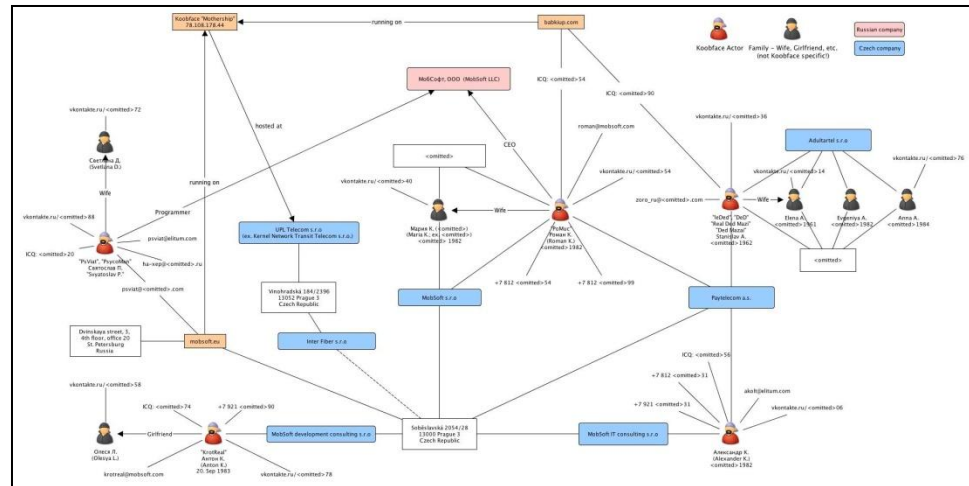 Koobface "Mothership"
78.108.178.44
running on
babkiup.com
Koobface Actor
Family – Wife, Girlfriend, etc.
(not Koobface specific!)
Russian company
Czech company
ICQ: <omitted>54
ICQ: <omitted>90
МобСофт, ООО (MobSoft LLC)
vkontakte.ru/<omitted>72
Светлана Д.
(Svetlana D.)
hosted at
CEO
roman@mobsoft.com
vkontakte.ru/<omitted>36
Adultartel s.r.o
<omitted>
vkontakte.ru/<omitted>76
vkontakte.ru/<omitted>54
vkontakte.ru/<omitted>14
vkontakte.ru/<omitted>40
running on
Wife
Programmer
zoro_ru@<omitted>.com
Wife
Wife
vkontakte.ru/<omitted>88
psviat@elitum.com
ICQ: <omitted>20
ha-sep@<omitted>.ru
"PsViat", "PsycoMan"
Святослав П.
"Svyatoslav P."
psviat@<omitted>.com
UPL Telecom s.r.o
(ex. Kernel Network Transit Telecom s.r.o.)
Мария К. (<omitted>)
(Maria K.; ex. <omitted>)
<omitted> 1982
"PoMuc"
Роман К.
(Roman K.)
<omitted>1982
"leDed", "DeD"
"Real Ded Mazai"
"Ded Mazai"
Stanislav A.
<omitted>1962
Elena A.
<omitted>1961
Evgeniya A.
<omitted>1982
Anna A.
<omitted>1984
<omitted>
Vinohradská 184/2396
13052 Prague 3
Czech Republic
+7 812 <omitted>54
+7 812 <omitted>99
MobSoft s.r.o
Paytelecom a.s.
Dvinskaya street, 3,
4th floor, office 20
St. Petersburg
Russia
mobsoft.eu
Inter Fiber s.r.o
ICQ: <omitted>56
+7 812 <omitted>31
+7 921 <omitted>31
akolt@elitum.com
vkontakte.ru/<omitted>06
vkontakte.ru/<omitted>58
ICQ: <omitted>74
+7 921 <omitted>90
Girlfriend
Олеся Л.
(Olesya L.)
"KrotReal"
Антон К.
(Anton K.)
20. Sep 1983
krotreal@mobsoft.com
vkontakte.ru/<omitted>78
MobSoft development consulting s.r.o
Soběslavská 2054/28
13000 Prague 3
Czech Republic
MobSoft IT consulting s.r.o
Александр К.
(Alexander K.)
<omitted>1982